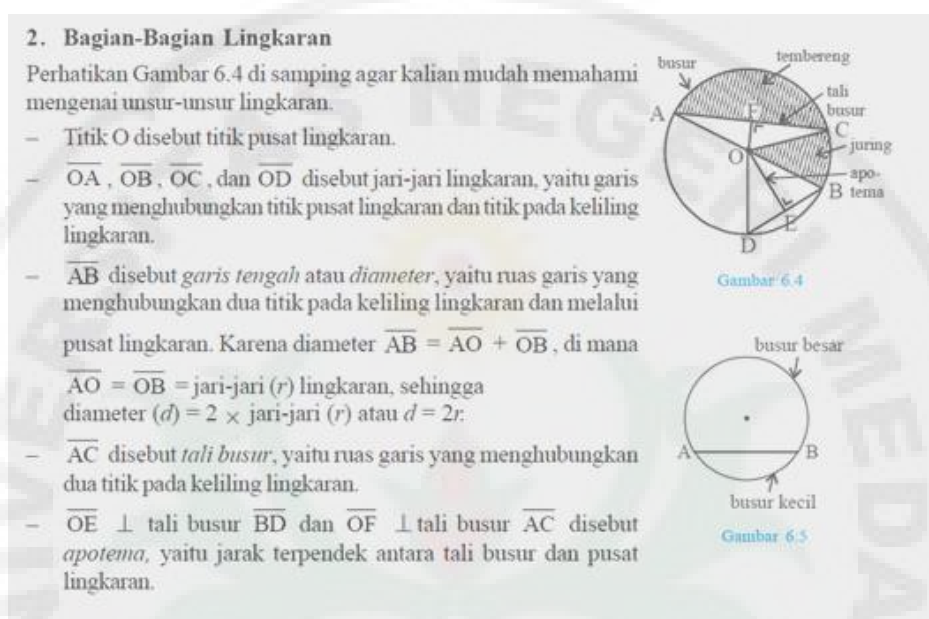 2. Bagian-Bagian Lingkaran
Perhatikan Gambar 6.4 di samping agar kalian mudah memahami
mengenai unsur-unsur lingkaran.
– Titik O disebut titik pusat lingkaran.
– OA, OB, OC, dan OD disebut jari-jari lingkaran, yaitu garis
yang menghubungkan titik pusat lingkaran dan titik pada keliling
lingkaran.
– AB disebut garis tengah atau diameter, yaitu ruas garis yang
menghubungkan dua titik pada keliling lingkaran dan melalui
pusat lingkaran. Karena diameter AB = AO + OB, di mana
AO = OB = jari-jari (r) lingkaran, sehingga
diameter (d) = 2 × jari-jari (r) atau d = 2r.
– AC disebut tali busur, yaitu ruas garis yang menghubungkan
dua titik pada keliling lingkaran.
– OE ⊥ tali busur BD dan OF ⊥ tali busur AC disebut
apotema, yaitu jarak terpendek antara tali busur dan pusat
lingkaran.
busur
tembereng
tali
busur
A
F
C
juring
O
apo-
tema
B
E
D
Gambar 6.4
busur besar
A
B
busur kecil
Gambar 6.5